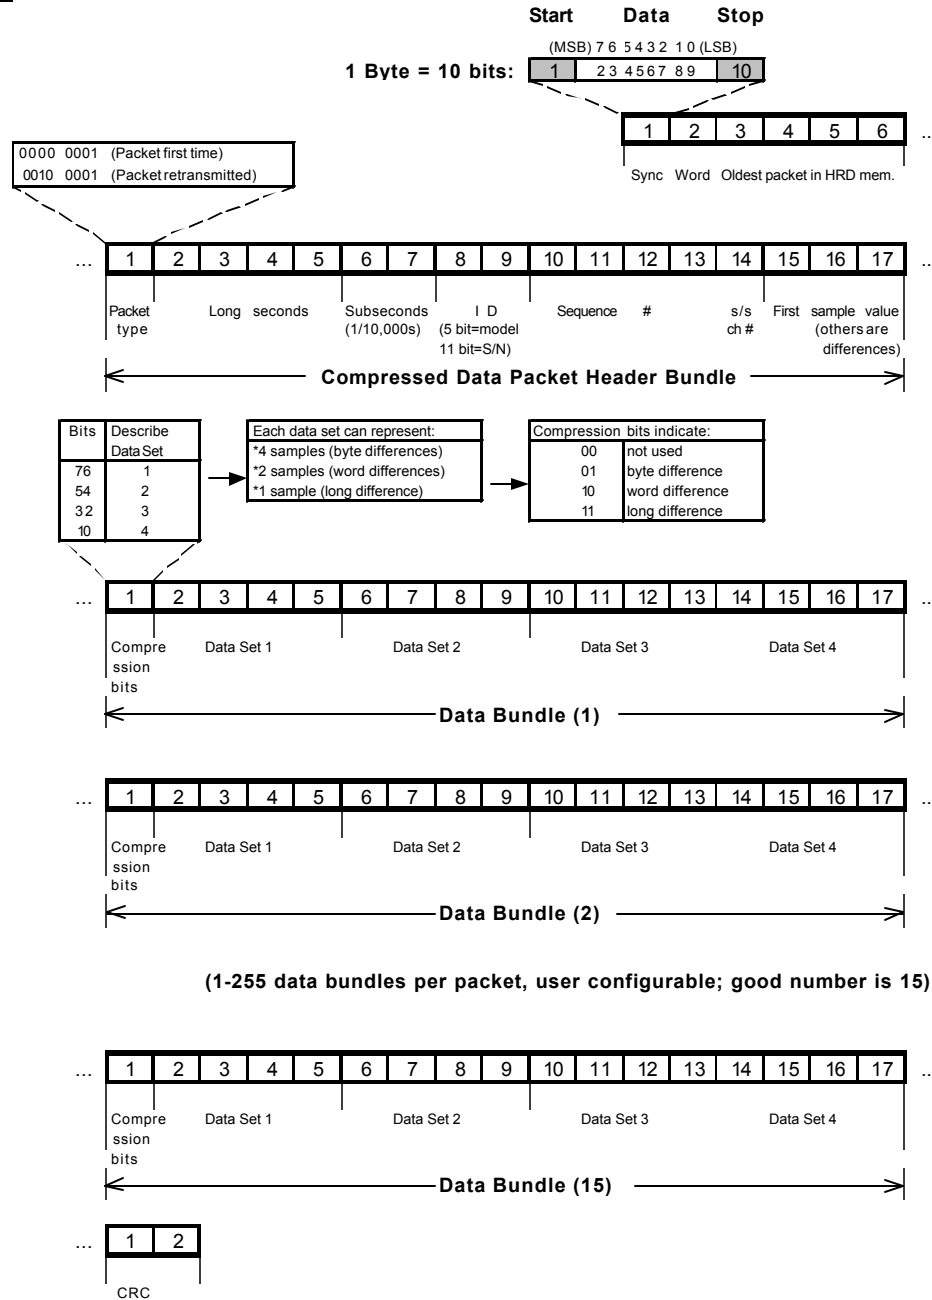 Start Data Stop
(MSB) 7 6 5 4 3 2 1 0 (LSB)
1 Byte = 10 bits: 1 2 3 4 5 6 7 8 9 10
1 2 3 4 5 6 ..
Sync Word Oldest packet in HRD mem.
0000 0001 (Packet first time)
0010 0001 (Packet retransmitted)
... 1 2 3 4 5 6 7 8 9 10 11 12 13 14 15 16 17 ..
Packet type
Long seconds
Subseconds (1/10,000s)
I D (5 bit=model 11 bit=S/N)
Sequence #
s/s ch #
First sample value (others are differences)
Compressed Data Packet Header Bundle
Bits Describe Data Set
76 1
54 2
32 3
10 4
Each data set can represent:
*4 samples (byte differences)
*2 samples (word differences)
*1 sample (long difference)
Compression bits indicate:
00 not used
01 byte difference
10 word difference
11 long difference
... 1 2 3 4 5 6 7 8 9 10 11 12 13 14 15 16 17 ..
Compre Data Set 1 Data Set 2 Data Set 3 Data Set 4
ssion
bits
Data Bundle (1)
... 1 2 3 4 5 6 7 8 9 10 11 12 13 14 15 16 17 ..
Compre Data Set 1 Data Set 2 Data Set 3 Data Set 4
ssion
bits
Data Bundle (2)
(1-255 data bundles per packet, user configurable; good number is 15)
... 1 2 3 4 5 6 7 8 9 10 11 12 13 14 15 16 17 ..
Compre Data Set 1 Data Set 2 Data Set 3 Data Set 4
ssion
bits
Data Bundle (15)
... 1 2
CRC